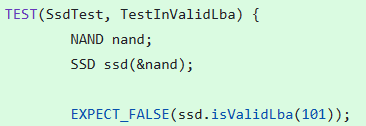 TEST(SsdTest, TestInValidLba) {
NAND nand;
SSD ssd(&nand);
EXPECT_FALSE(ssd.isValidLba(101));